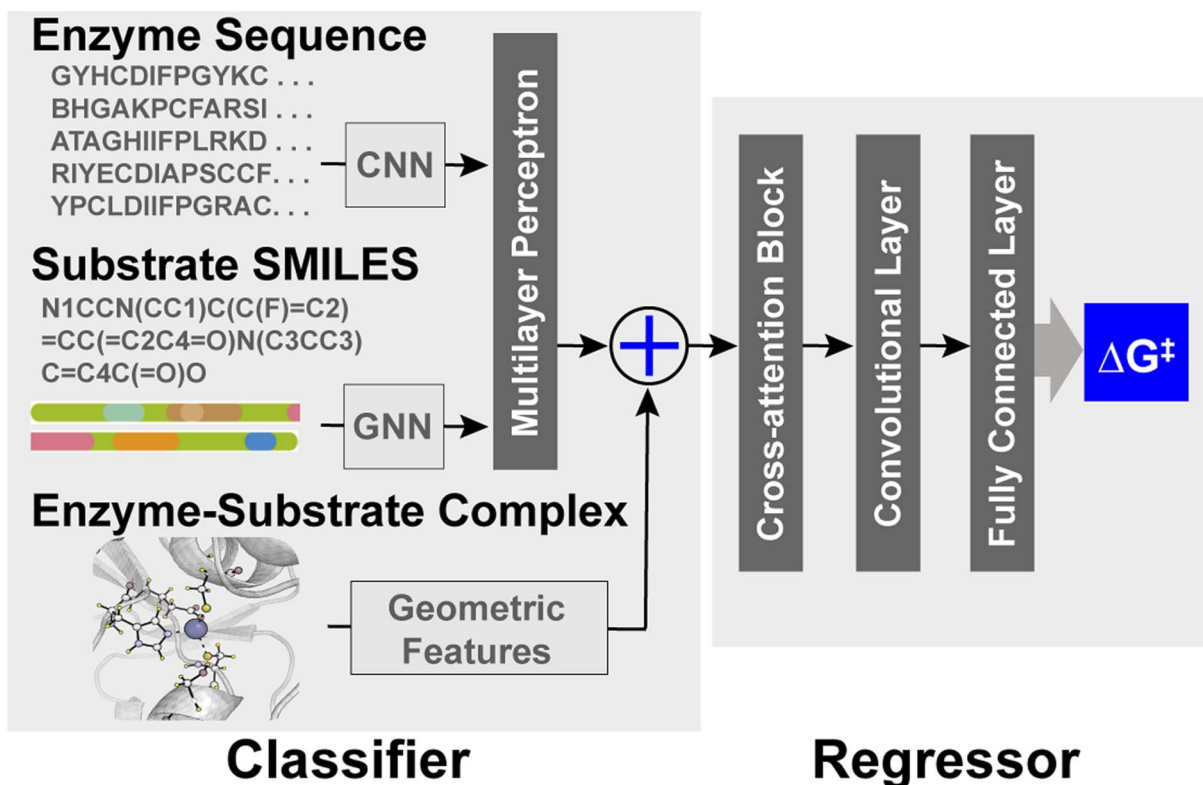 Enzyme Sequence
GYHCDIFPGYKC . . .
BHGAKPCFARSI . . .
ATAGHIIFPLRKD . . .
RIYECDIAPSCCF. . .
YPCLDIIFPGRAC. . .
CNN
Substrate SMILES
N1CCN(CC1)C(C(F)=C2)
=CC(=C2C4=O)N(C3CC3)
C=C4C(=O)O
GNN
Multilayer Perceptron
Enzyme-Substrate Complex
Geometric
Features
Cross-attention Block
Convolutional Layer
Fully Connected Layer
ΔG‡
Classifier
Regressor